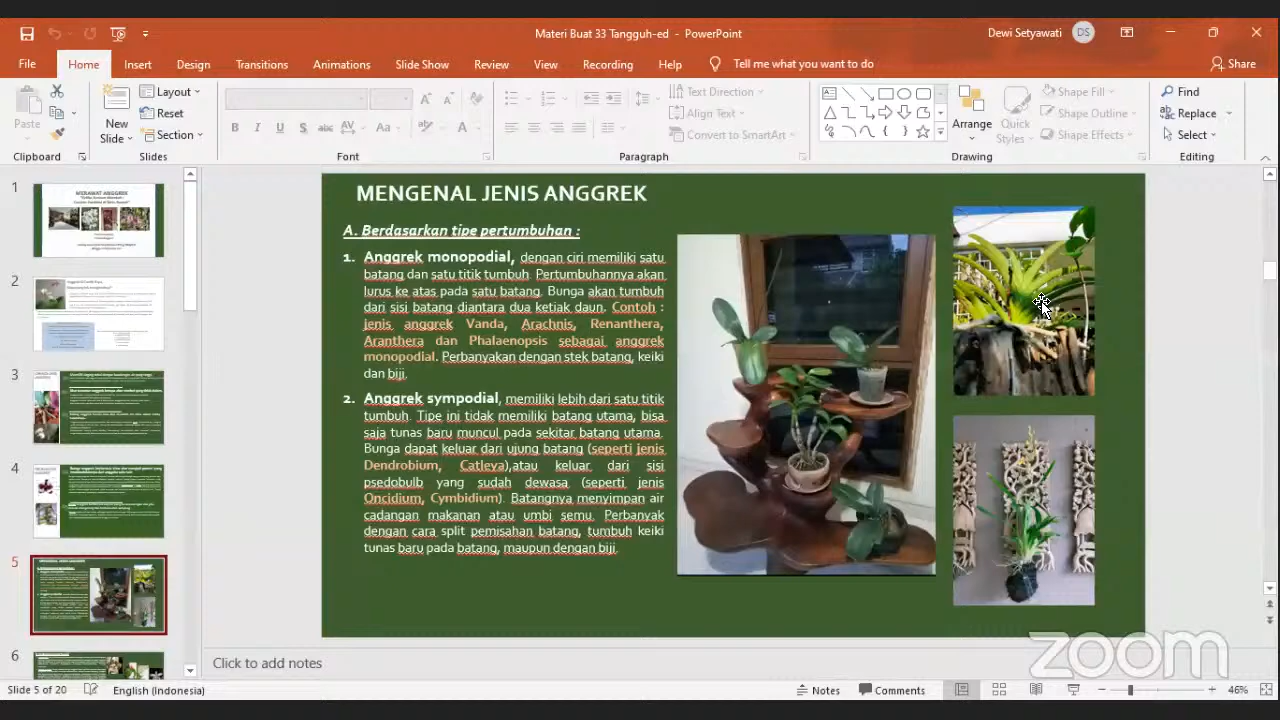 Materi Buat 33 Tangguh-ed - PowerPoint
Dewi Setyawati DS
File Home Insert Design Transitions Animations Slide Show Review View Recording Help Tell me what you want to do Share
Paste New Slide Layout Reset Section
Text Direction Align Text Convert to SmartArt
Arrange Quick Styles Shape Fill Shape Outline Shape Effects
Find Replace Select
Clipboard Slides Font Paragraph Drawing Editing
1
2
3
4
5
6
MERAWAT ANGGREK
MENGENAL JENIS ANGGREK
A. Berdasarkan tipe pertumbuhan :
1. Anggrek monopodial, dengan ciri memiliki satu
batang dan satu titik tumbuh. Pertumbuhannya akan
lurus ke atas pada satu batang. Bunga akan tumbuh
dari sisi batang diantara dua ketiak daun. Contoh :
jenis anggrek Vanda, Arachnis, Renanthera,
Aranthera dan Phalaenopsis sebagai anggrek
monopodial. Perbanyakan dengan stek batang, keiki
dan biji.
2. Anggrek sympodial, memiliki lebih dari satu titik
tumbuh. Tipe ini tidak memiliki batang utama, bisa
saja tunas baru muncul pada sekitar batang utama.
Bunga dapat keluar dari ujung batang (seperti jenis
Dendrobium, Catleya),atau keluar dari sisi
psedobulb yang sudah dewasa (seperti jenis
Oncidium, Cymbidium). Batangnya menyimpan air
cadangan makanan atau umbi semu. Perbanyak
dengan cara split pemisahan batang, tumbuh keiki
tunas baru pada batang, maupun dengan biji.
zoom
Click to add notes
Slide 5 of 20 English (Indonesia) Notes Comments 46%